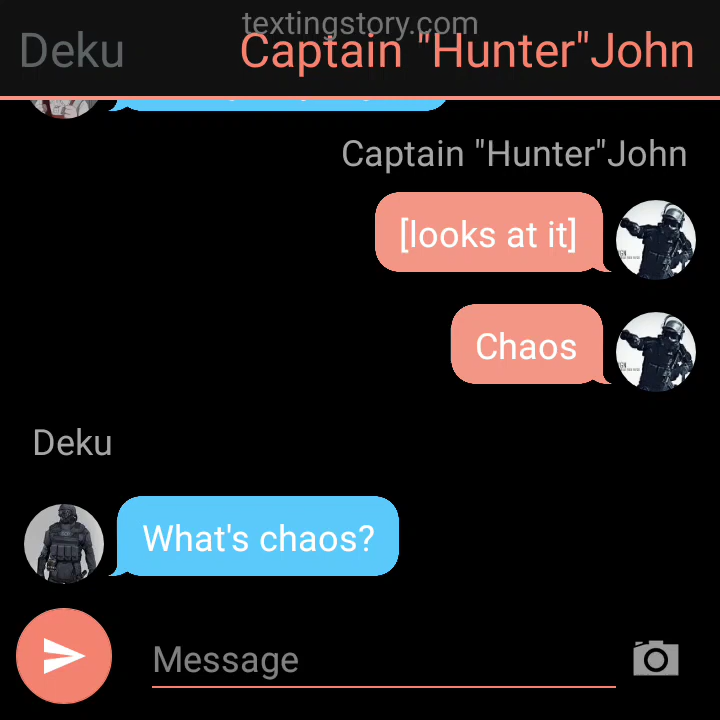 textingstory.com
Deku
Captain "Hunter"John
Captain "Hunter"John
[looks at it]
Chaos
Deku
What's chaos?
Message